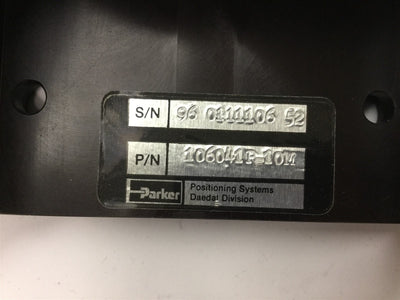 S/N 96 0111106 52
P/N 106041P-10M
Parker Positioning Systems
Daedal Division